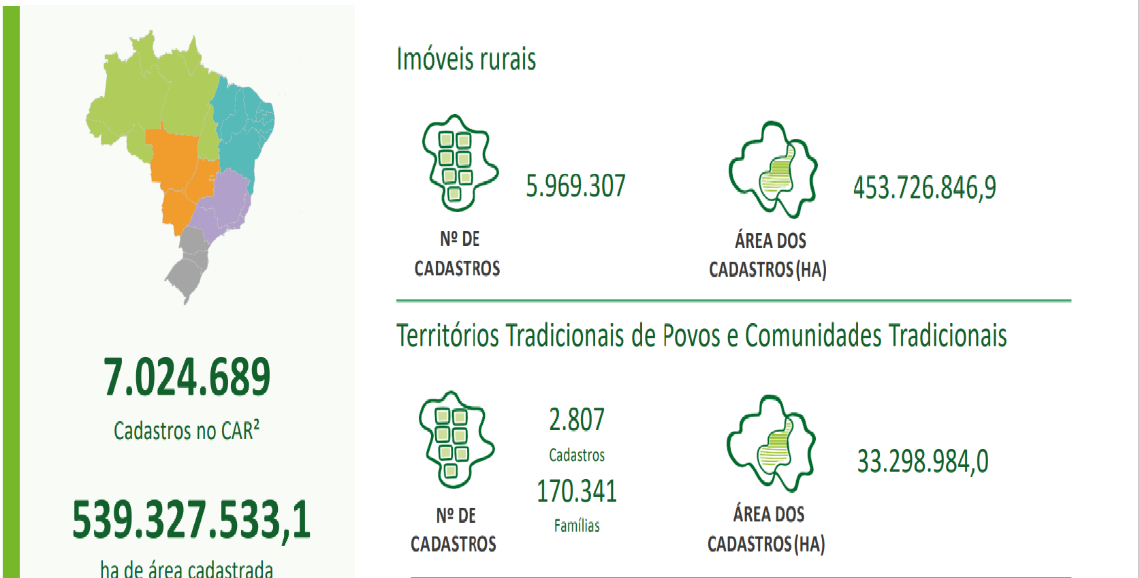 7.024.689
Cadastros no CAR²
539.327.533,1
ha de área cadastrada
Imóveis rurais
5.969.307
Nº DE
CADASTROS
453.726.846,9
ÁREA DOS
CADASTROS (HA)
Territórios Tradicionais de Povos e Comunidades Tradicionais
2.807
Cadastros
170.341
Famílias
Nº DE
CADASTROS
33.298.984,0
ÁREA DOS
CADASTROS (HA)